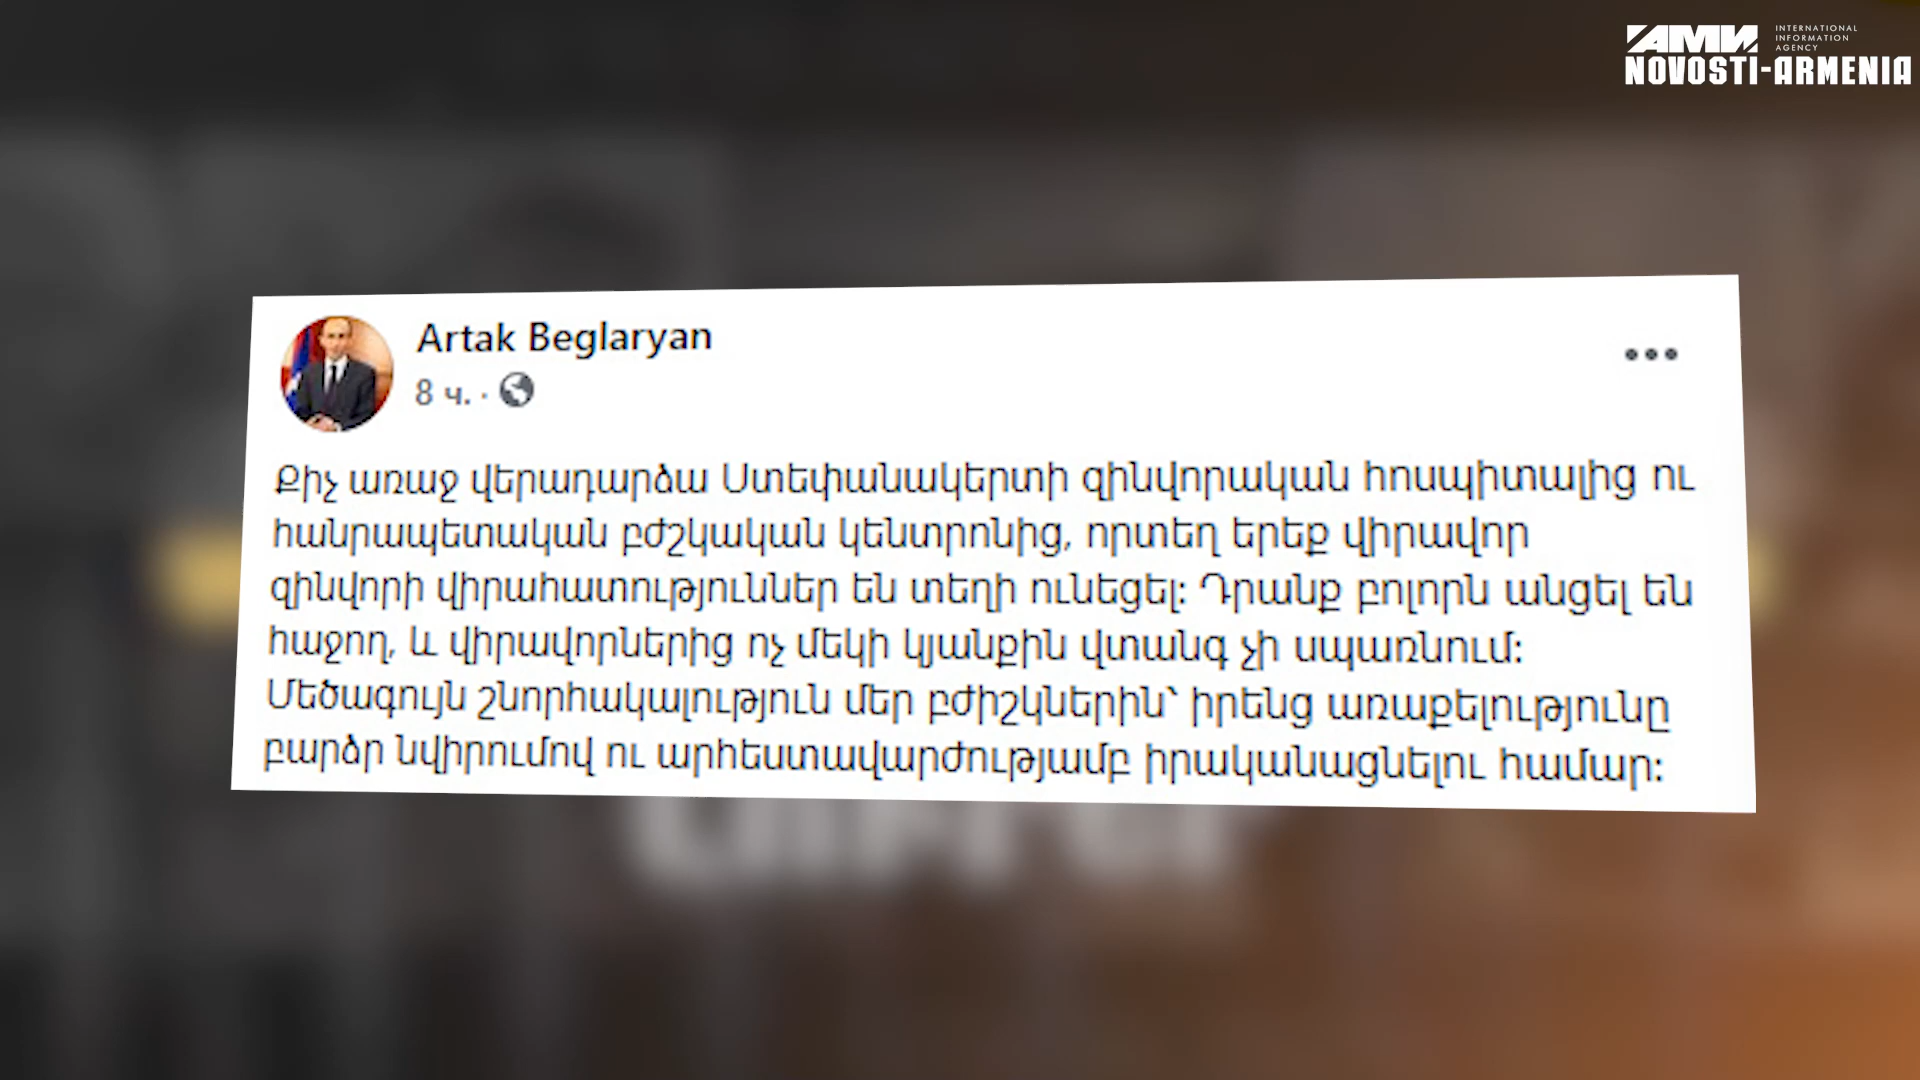 АМИ
INTERNATIONAL
INFORMATION
AGENCY
NOVOSTI-ARMENIA
Artak Beglaryan
8 ч. ·
Քիչ առաջ վերադարձա Ստեփանակերտի զինվորական հոսպիտալից ու
հանրապետական բժշկական կենտրոնից, որտեղ երեք վիրավոր
զինվորի վիրահատություններ են տեղի ունեցել: Դրանք բոլորն անցել են
հաջող, և վիրավորներից ոչ մեկի կյանքին վտանգ չի սպառնում:
Մեծագույն շնորհակալություն մեր բժիշկներին՝ իրենց առաքելությունը
բարձր նվիրումով ու արհեստավարժությամբ իրականացնելու համար: